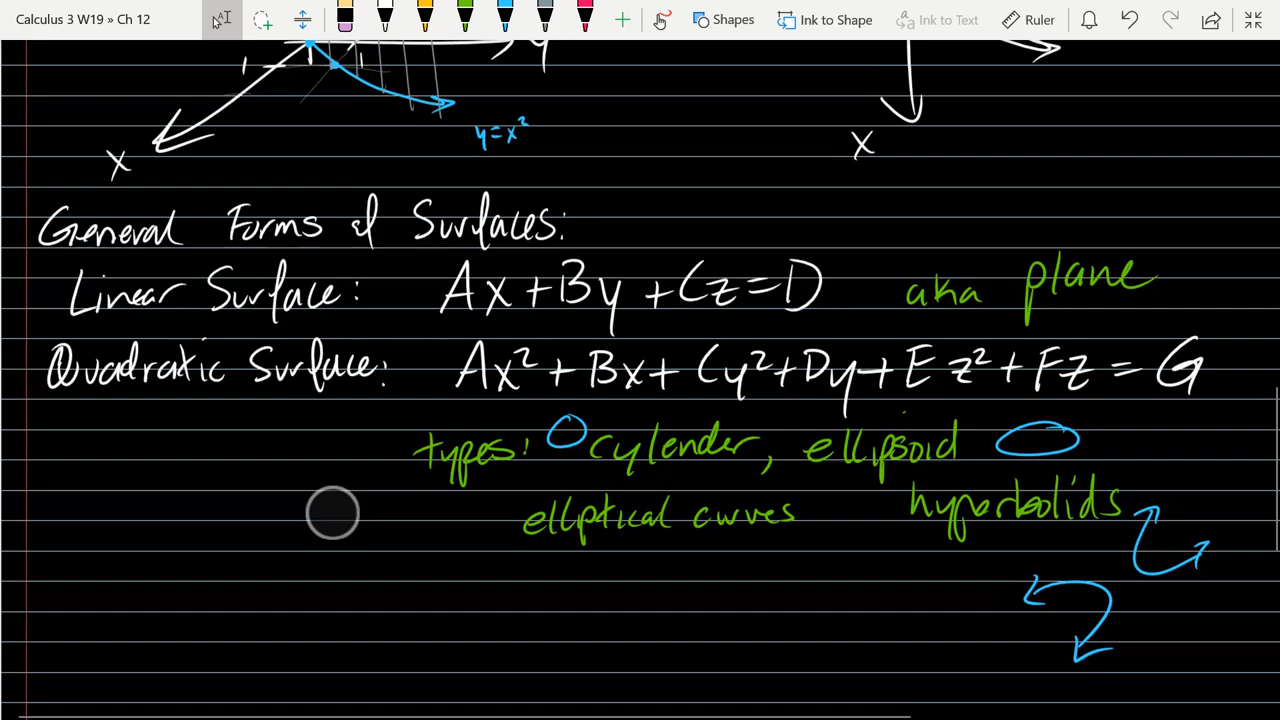 Calculus 3 W19 » Ch 12
Shapes
Ink to Shape
Ink to Text
Ruler
1
1
y
y=x²
x
x
General Forms of Surfaces:
Linear Surface: Ax+By+Cz=D aka plane
Quadratic Surface: Ax²+Bx+Cy²+Dy+Ez²+Fz=G
types: cylender, ellipsoid
elliptical curves hyperbolids